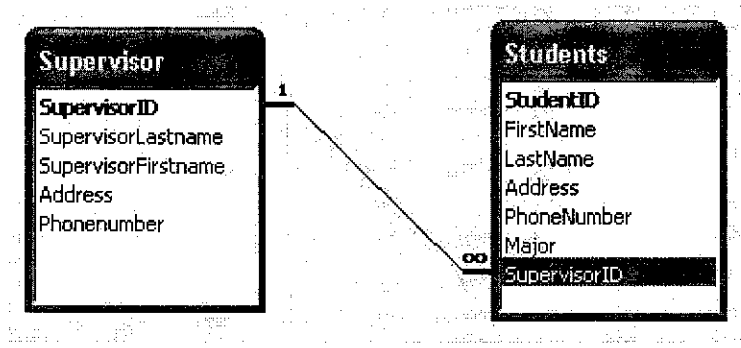 Supervisor
SupervisorID
SupervisorLastname
SupervisorFirstname
Address
Phonenumber
1
∞
Students
StudentID
FirstName
LastName
Address
PhoneNumber
Major
SupervisorID